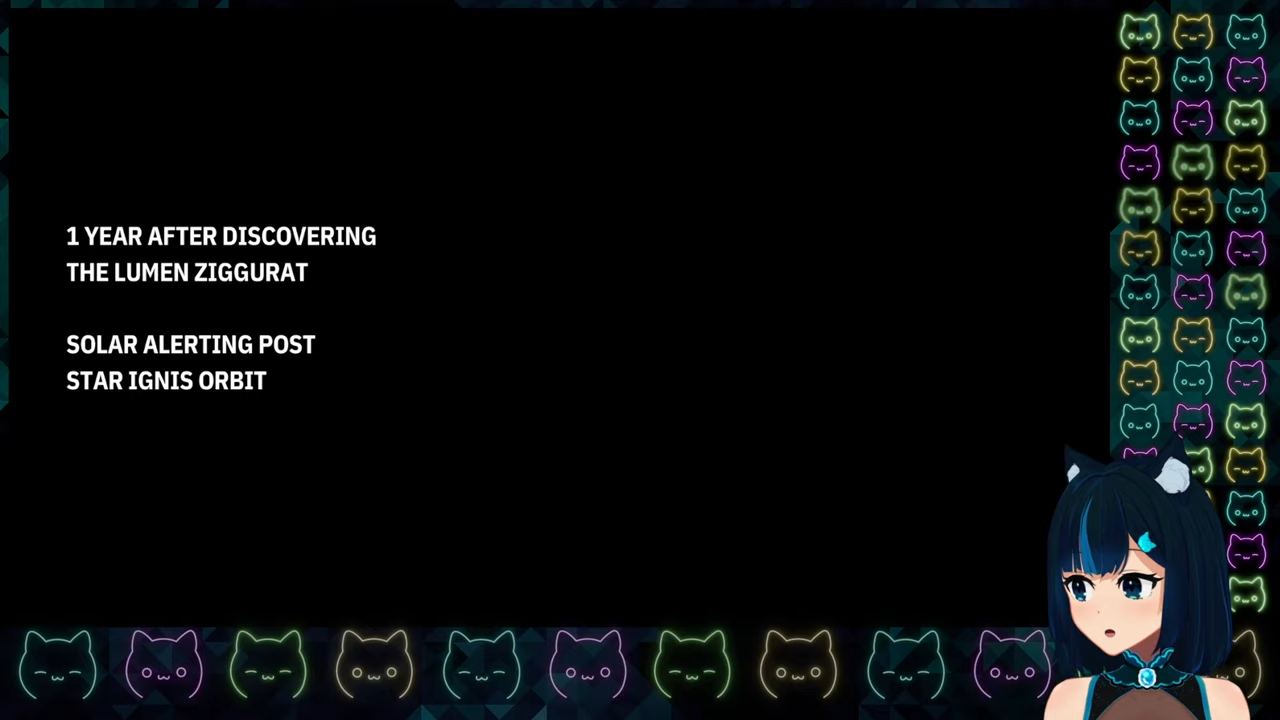 1 YEAR AFTER DISCOVERING
THE LUMEN ZIGGURAT
SOLAR ALERTING POST
STAR IGNIS ORBIT